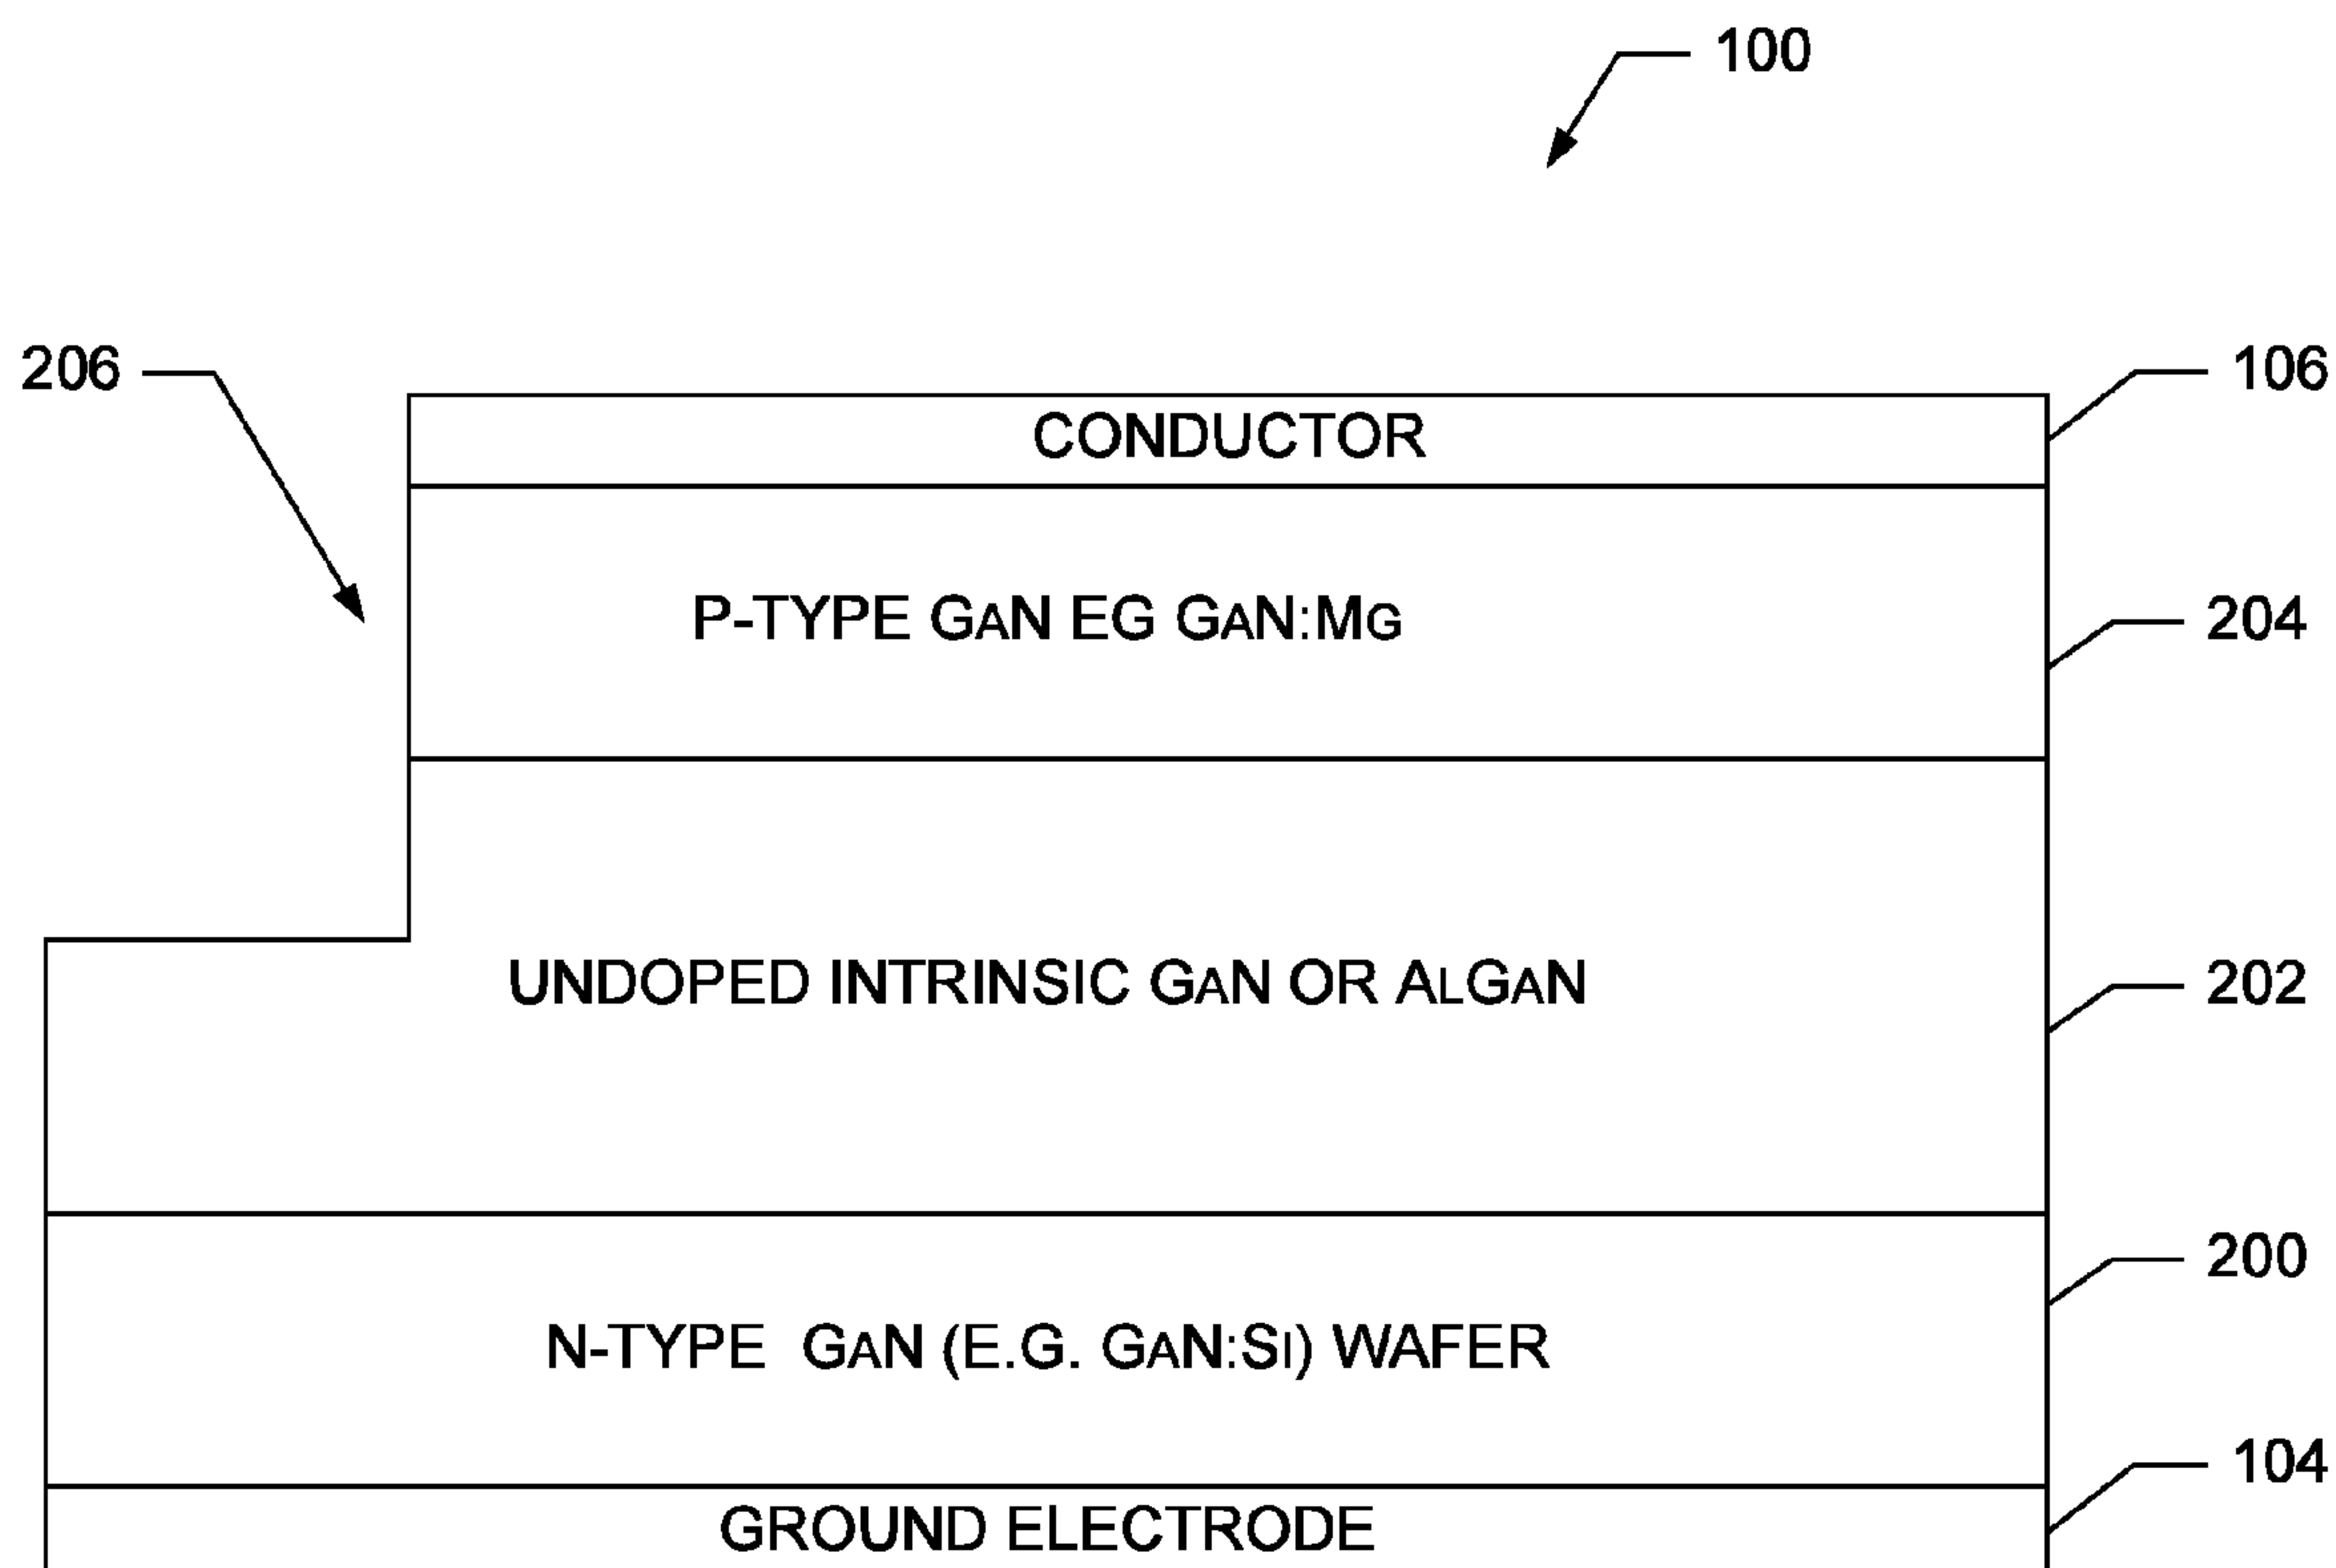 100
206
106
CONDUCTOR
P-TYPE GAN EG GAN:MG
204
UNDOPED INTRINSIC GAN OR ALGAN
202
200
N-TYPE GAN (E.G. GAN:SI) WAFER
104
GROUND ELECTRODE